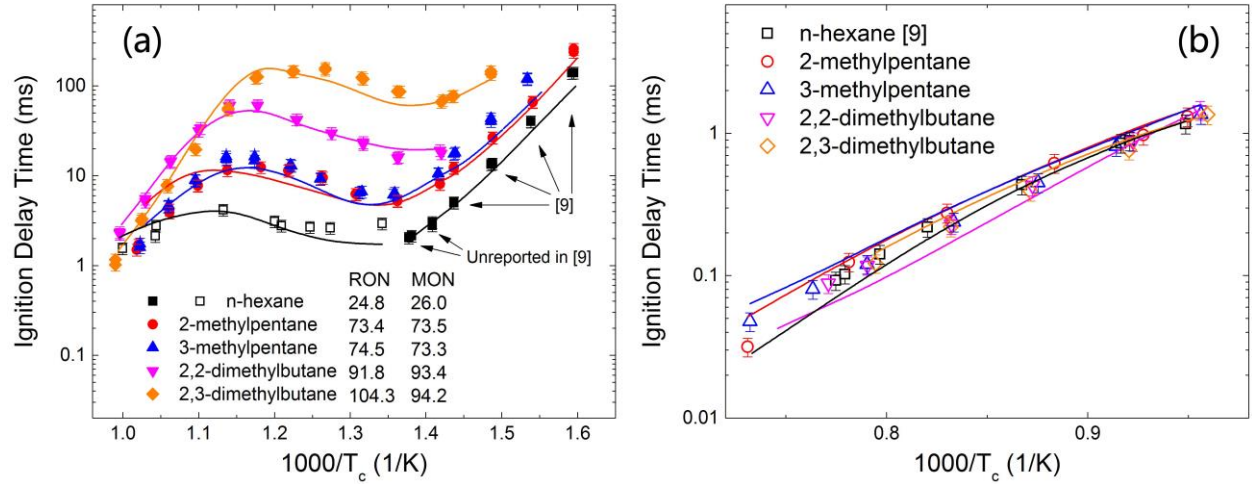 (a)
Ignition Delay Time (ms)
100
10
1
0.1
[9]
Unreported in [9]
RON MON
n-hexane 24.8 26.0
2-methylpentane 73.4 73.5
3-methylpentane 74.5 73.3
2,2-dimethylbutane 91.8 93.4
2,3-dimethylbutane 104.3 94.2
1.0 1.1 1.2 1.3 1.4 1.5 1.6
1000/Tc (1/K)
(b)
Ignition Delay Time (ms)
1.0
0.1
0.01
n-hexane [9]
2-methylpentane
3-methylpentane
2,2-dimethylbutane
2,3-dimethylbutane
0.8 0.9
1000/Tc (1/K)